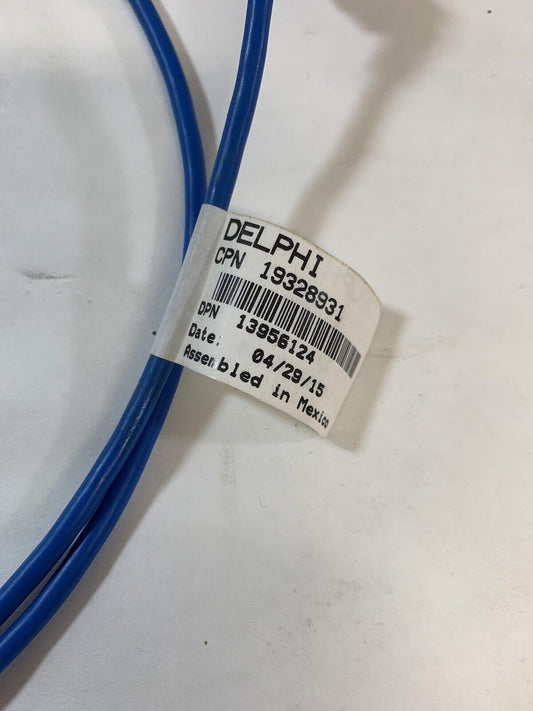 DELPHI
CPN 19328931
DPN 13956124
Date: 04/29/15
Assembled in Mexico